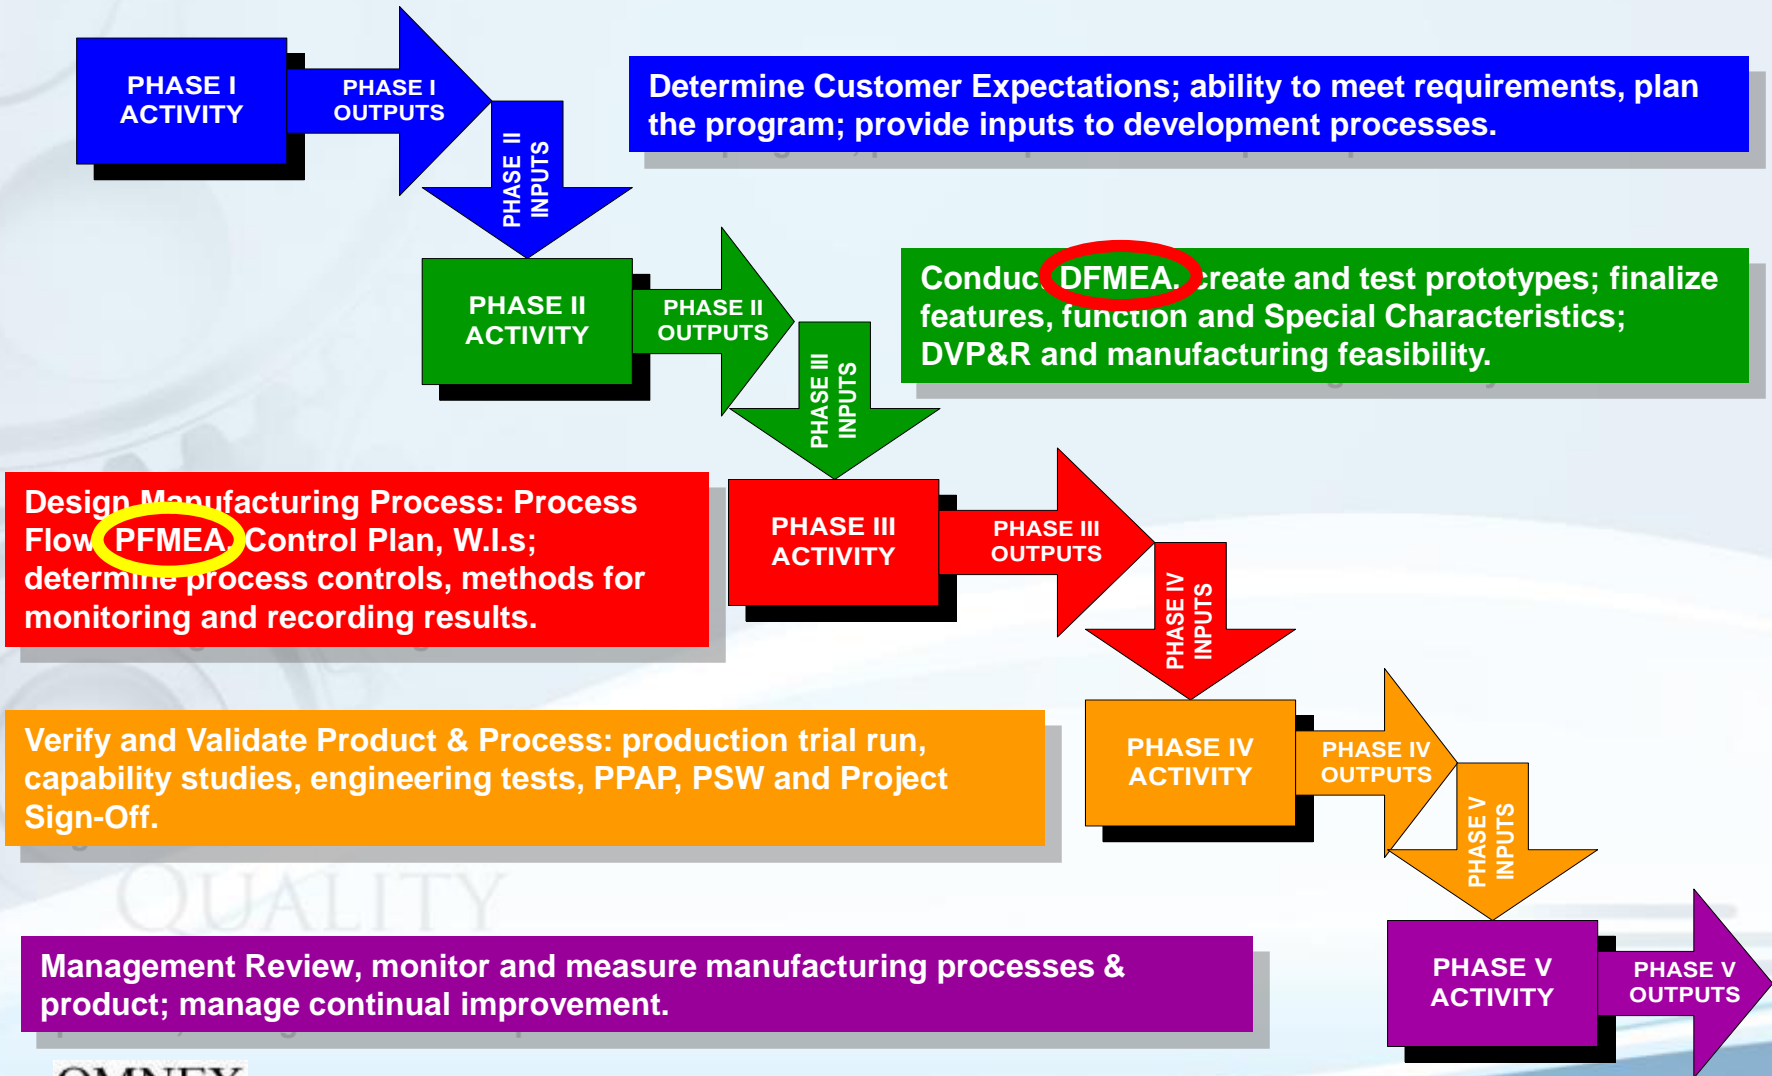 PHASE I
ACTIVITY
PHASE I
OUTPUTS
PHASE II
INPUTS
Determine Customer Expectations; ability to meet requirements, plan
the program; provide inputs to development processes.
PHASE II
ACTIVITY
PHASE II
OUTPUTS
PHASE III
INPUTS
Conduc DFMEA. create and test prototypes; finalize
features, function and Special Characteristics;
DVP&R and manufacturing feasibility.
Design Manufacturing Process: Process
Flow PFMEA, Control Plan, W.I.s;
determine process controls, methods for
monitoring and recording results.
PHASE III
ACTIVITY
PHASE III
OUTPUTS
PHASE IV
INPUTS
Verify and Validate Product & Process: production trial run,
capability studies, engineering tests, PPAP, PSW and Project
Sign-Off.
PHASE IV
ACTIVITY
PHASE IV
OUTPUTS
PHASE V
INPUTS
QUALITY
Management Review, monitor and measure manufacturing processes &
product; manage continual improvement.
PHASE V
ACTIVITY
PHASE V
OUTPUTS
OMNEX